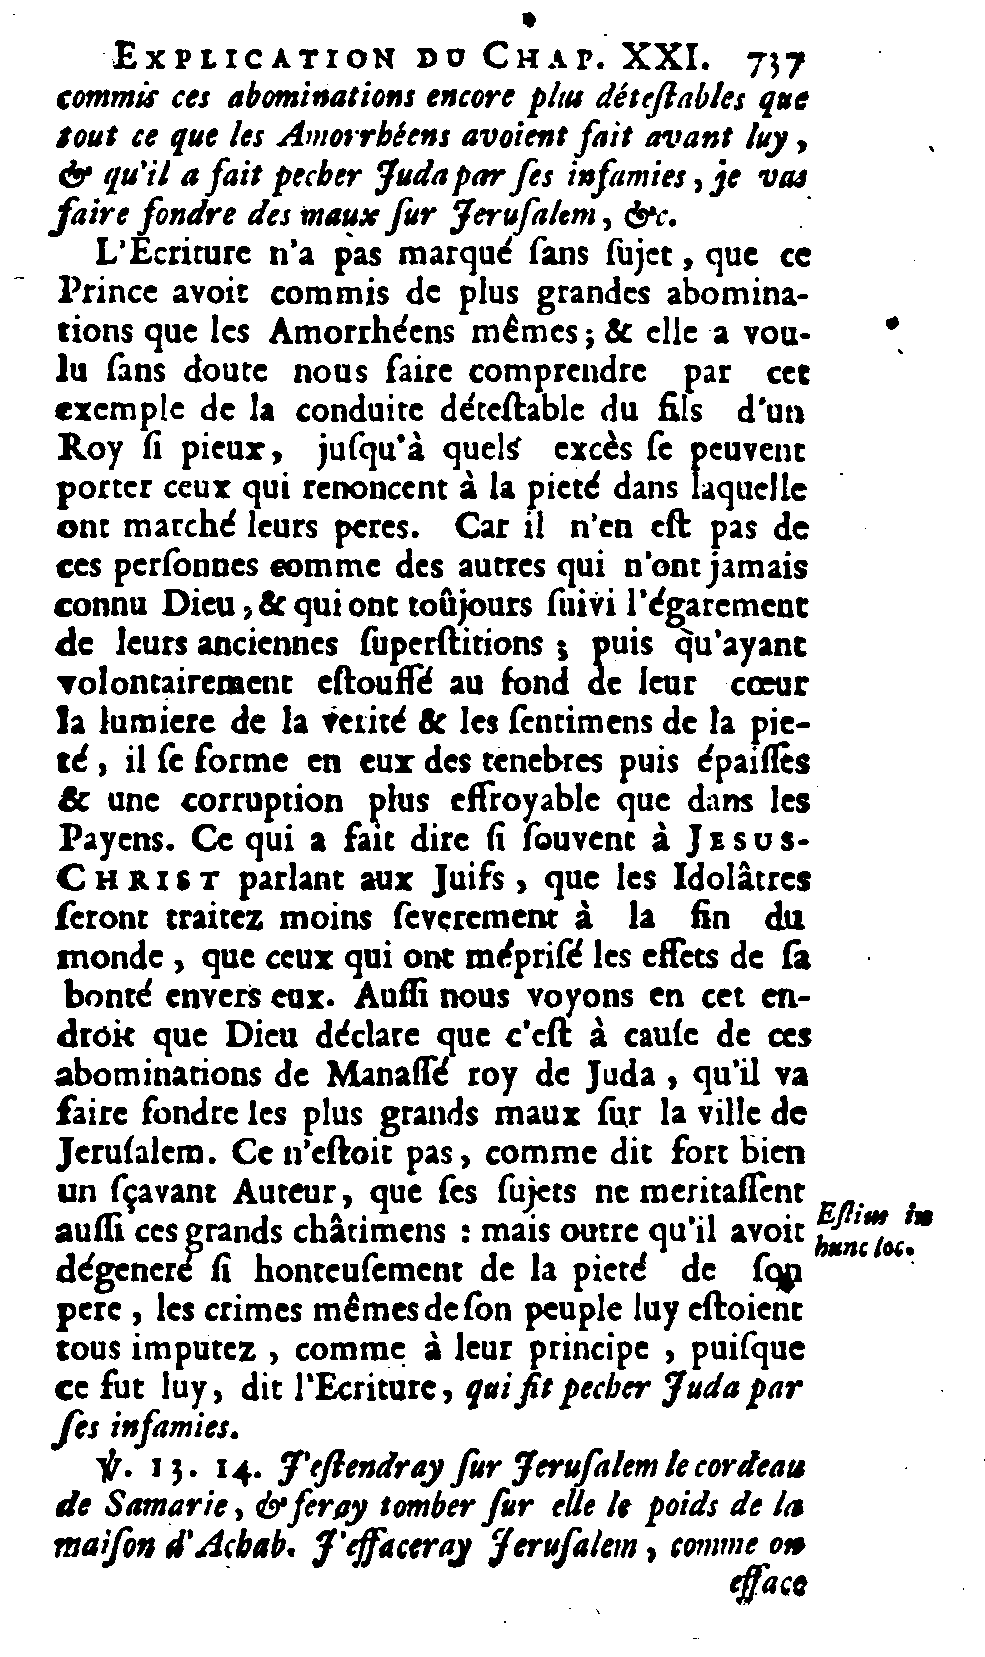 EXPLICATION DU CHAP. XXI. 737
commis ces abominations encore plus déteſtables que
tout ce que les Amorrhéens avoient fait avant luy,
& qu'il a fait pecher Juda par ſes infamies, je vas
faire fondre des maux ſur Jeruſalem, &c.
L'Ecriture n'a pas marqué ſans ſujet, que ce
Prince avoit commis de plus grandes abomina-
tions que les Amorrhéens mêmes; & elle a vou-
lu ſans doute nous faire comprendre par cet
exemple de la conduite déteſtable du fils d'un
Roy ſi pieux, juſqu'à quels excès ſe peuvent
porter ceux qui renoncent à la pieté dans laquelle
ont marché leurs peres. Car il n'en eſt pas de
ces perſonnes comme des autres qui n'ont jamais
connu Dieu, & qui ont toûjours ſuivi l'égarement
de leurs anciennes ſuperſtitions; puis qu'ayant
volontairement eſtouffé au fond de leur cœur
la lumiere de la verité & les ſentimens de la pie-
té, il ſe forme en eux des tenebres puis épaiſſes
& une corruption plus effroyable que dans les
Payens. Ce qui a fait dire ſi ſouvent à JESUS-
CHRIST parlant aux Juifs, que les Idolâtres
ſeront traitez moins ſeverement à la fin du
monde, que ceux qui ont mépriſé les effets de ſa
bonté envers eux. Auſſi nous voyons en cet en-
droit que Dieu déclare que c'eſt à cauſe de ces
abominations de Manaſſé roy de Juda, qu'il va
faire fondre les plus grands maux ſur la ville de
Jeruſalem. Ce n'eſtoit pas, comme dit fort bien
un ſçavant Auteur, que ſes ſujets ne meritaſſent
auſſi ces grands châtimens: mais outre qu'il avoit
Eſtius in
hunc loc.
dégeneré ſi honteuſement de la pieté de ſon
pere, les crimes mêmes de ſon peuple luy eſtoient
tous imputez, comme à leur principe, puiſque
ce fut luy, dit l'Ecriture, qui fit pecher Juda par
ſes infamies.
℣. 13. 14. J'eſtendray ſur Jeruſalem le cordeau
de Samarie, & feray tomber ſur elle le poids de la
maiſon d'Achab. J'effaceray Jeruſalem, comme on
efface